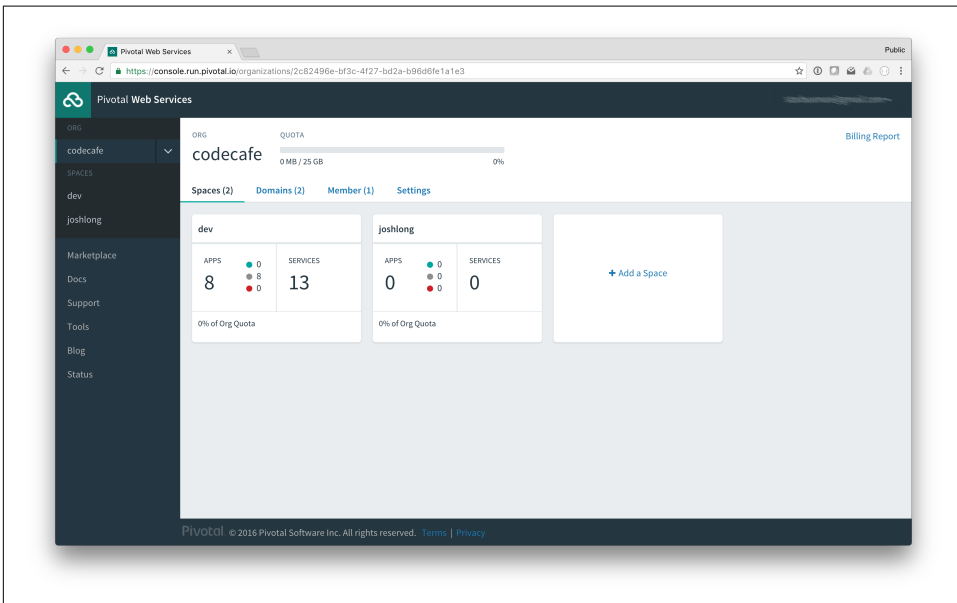 Pivotal Web Services
Public
https://console.run.pivotal.io/organizations/2c82496e-bf3c-4f27-bd2a-b96d6fe1a1e3
Pivotal Web Services
ORG
codecafe
SPACES
dev
joshlong
Marketplace
Docs
Support
Tools
Blog
Status
ORG
codecafe
QUOTA
0 MB / 25 GB
0%
Billing Report
Spaces (2) Domains (2) Member (1) Settings
dev
APPS
8
0
8
0
SERVICES
13
0% of Org Quota
joshlong
APPS
0
0
0
0
SERVICES
0
0% of Org Quota
+ Add a Space
Pivotal © 2016 Pivotal Software Inc. All rights reserved. Terms | Privacy